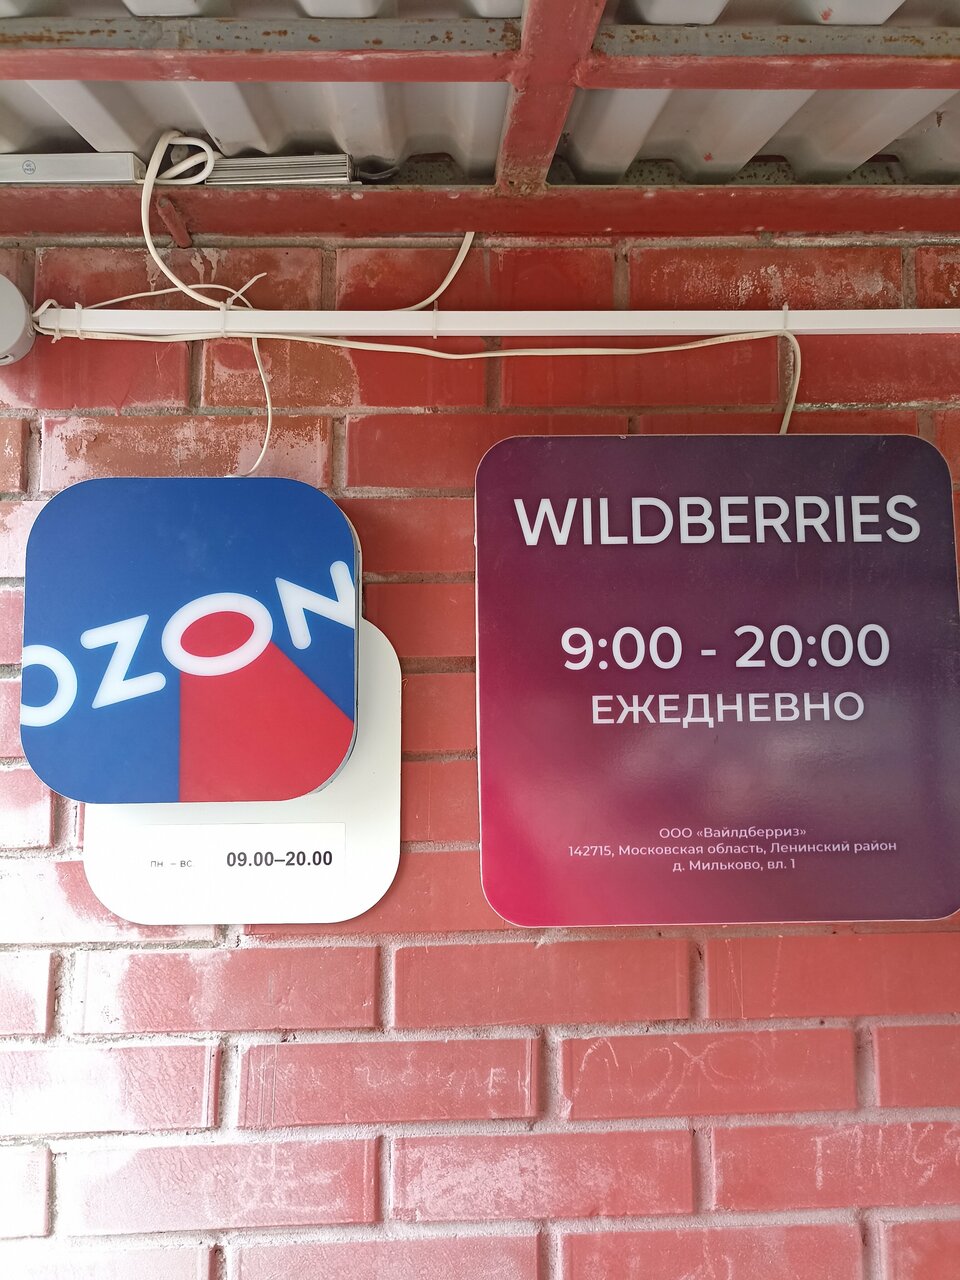 OZON
пн – вс 09.00–20.00
WILDBERRIES
9:00 - 20:00
ЕЖЕДНЕВНО
ООО «Вайлдберриз»
142715, Московская область, Ленинский район
д. Мильково, вл. 1